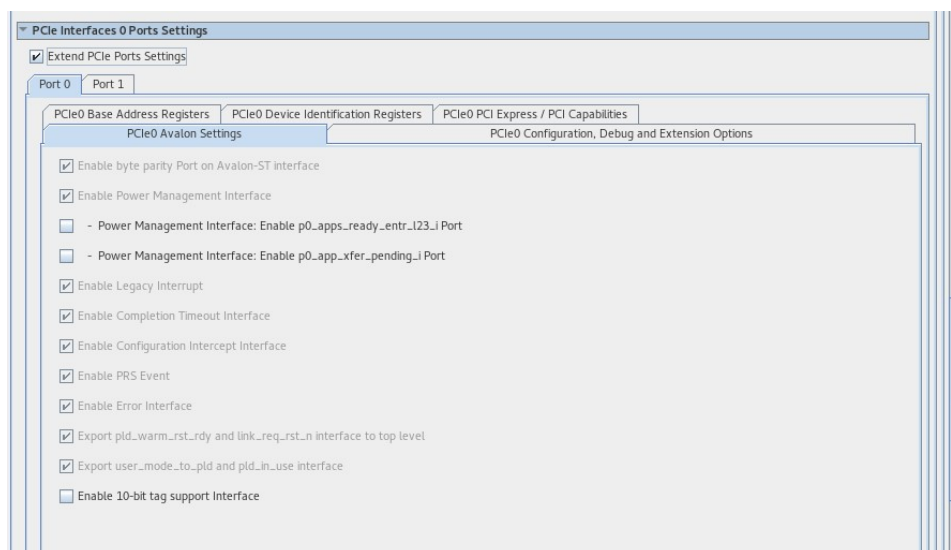 PCIe Interfaces 0 Ports Settings
Extend PCIe Ports Settings
Port 0 Port 1
PCIe0 Base Address Registers PCIe0 Device Identification Registers PCIe0 PCI Express / PCI Capabilities
PCIe0 Avalon Settings PCIe0 Configuration, Debug and Extension Options
Enable byte parity Port on Avalon-ST interface
Enable Power Management Interface
- Power Management Interface: Enable p0_apps_ready_entr_l23_i Port
- Power Management Interface: Enable p0_app_xfer_pending_i Port
Enable Legacy Interrupt
Enable Completion Timeout Interface
Enable Configuration Intercept Interface
Enable PRS Event
Enable Error Interface
Export pld_warm_rst_rdy and link_req_rst_n interface to top level
Export user_mode_to_pld and pld_in_use interface
Enable 10-bit tag support Interface